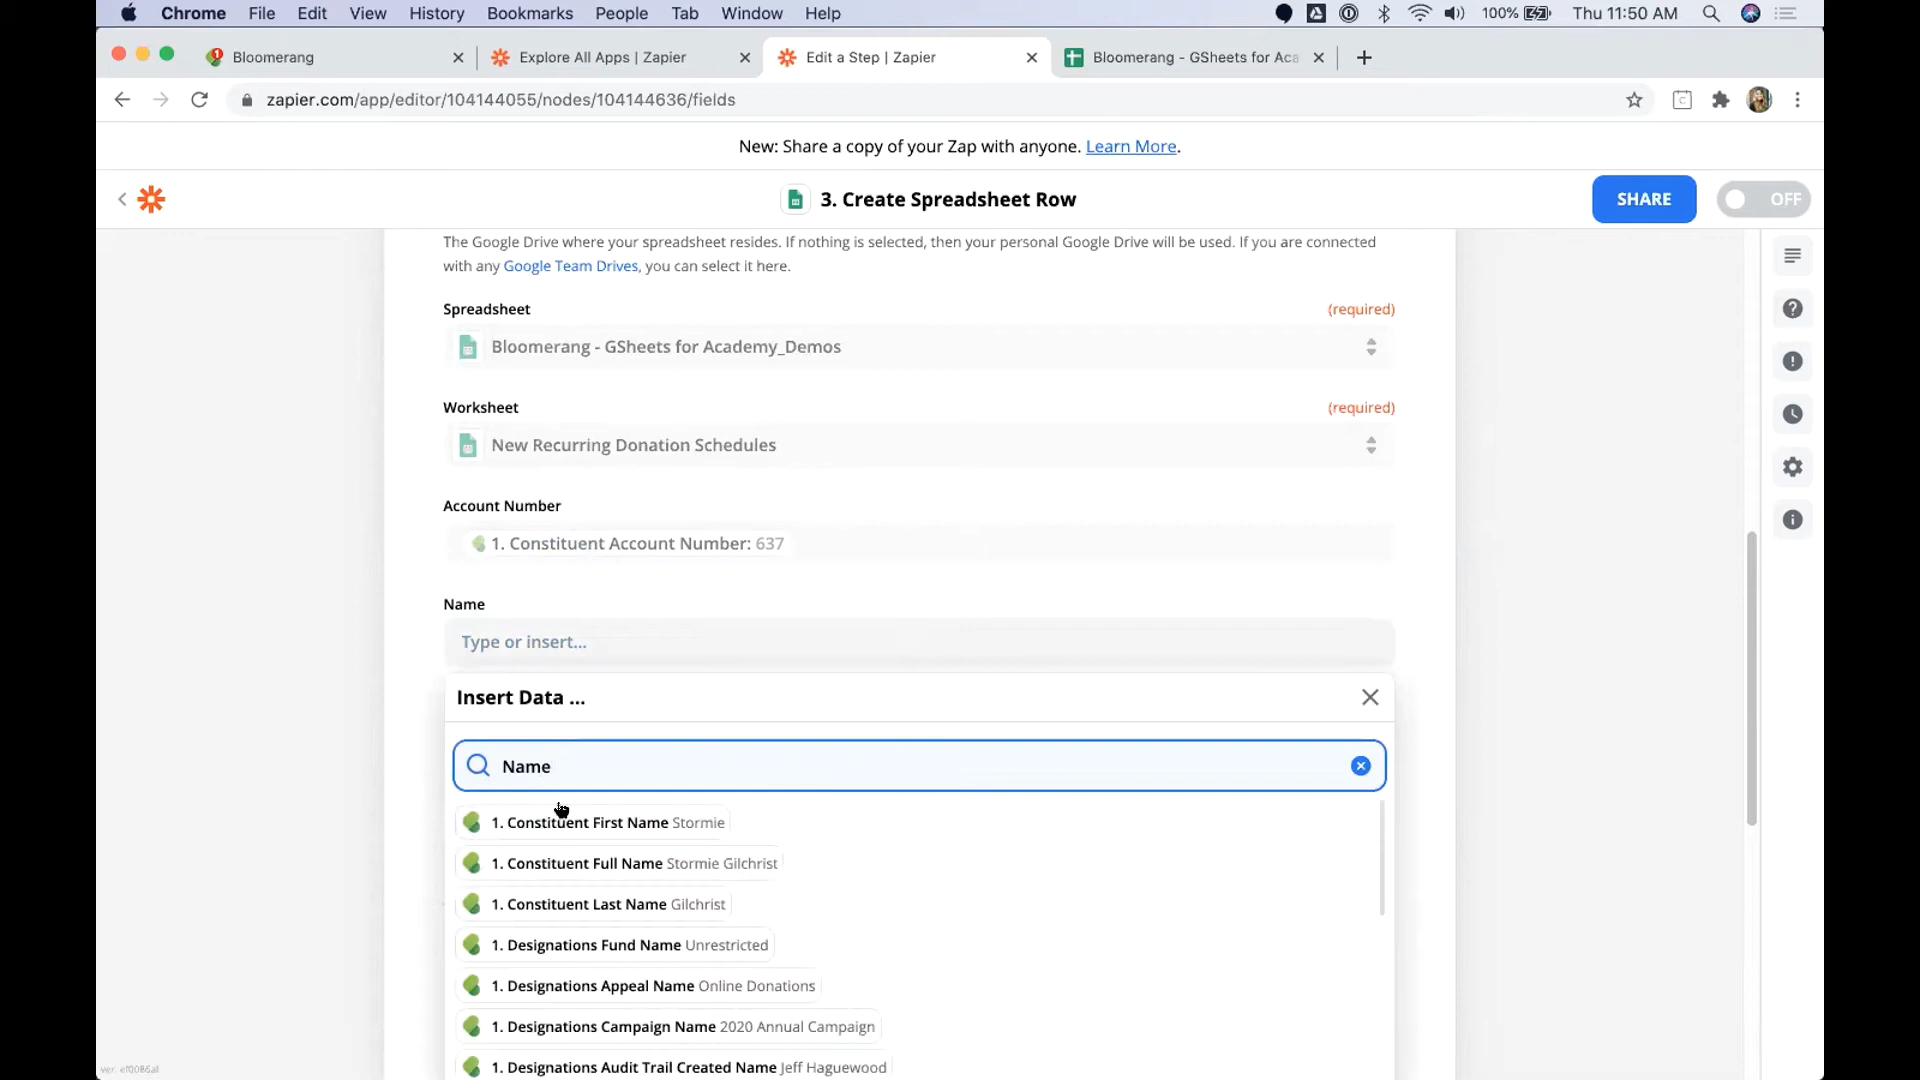 Chrome File Edit View History Bookmarks People Tab Window Help 100% Thu 11:50 AM
Bloomerang Explore All Apps | Zapier Edit a Step | Zapier Bloomerang - GSheets for Aca
zapier.com/app/editor/104144055/nodes/104144636/fields
New: Share a copy of your Zap with anyone. Learn More.
3. Create Spreadsheet Row SHARE OFF
The Google Drive where your spreadsheet resides. If nothing is selected, then your personal Google Drive will be used. If you are connected
with any Google Team Drives, you can select it here.
Spreadsheet (required)
Bloomerang - GSheets for Academy_Demos
Worksheet (required)
New Recurring Donation Schedules
Account Number
1. Constituent Account Number: 637
Name
Type or insert...
Insert Data ...
Name
1. Constituent First Name Stormie
1. Constituent Full Name Stormie Gilchrist
1. Constituent Last Name Gilchrist
1. Designations Fund Name Unrestricted
1. Designations Appeal Name Online Donations
1. Designations Campaign Name 2020 Annual Campaign
1. Designations Audit Trail Created Name Jeff Haguewood